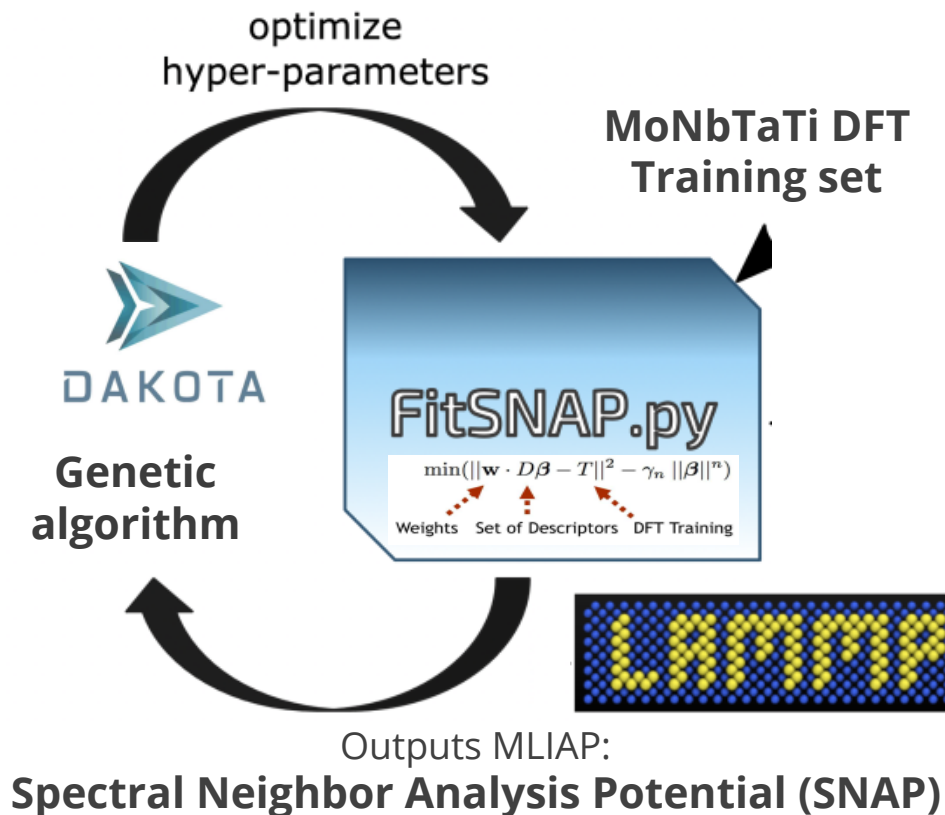 optimize
hyper-parameters
MoNbTaTi DFT
Training set
DAKOTA
Genetic
algorithm
FitSNAP.py
min(||w · Dβ − T||² − γₙ ||β||ⁿ)
Weights Set of Descriptors DFT Training
LAMMP
Outputs MLIAP:
Spectral Neighbor Analysis Potential (SNAP)